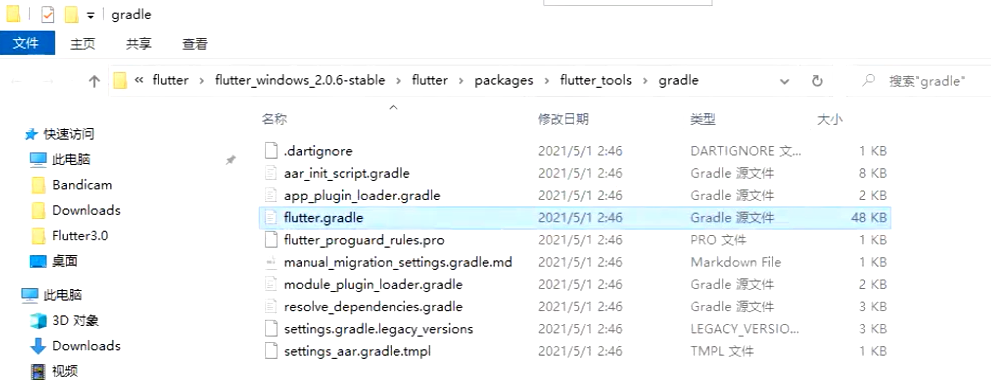 gradle
文件 主页 共享 查看
« flutter › flutter_windows_2.0.6-stable › flutter › packages › flutter_tools › gradle 搜索"gradle"
名称 修改日期 类型 大小
快速访问
此电脑
Bandicam
Downloads
Flutter3.0
桌面
此电脑
3D 对象
Downloads
视频
.dartignore 2021/5/1 2:46 DARTIGNORE 文... 1 KB
aar_init_script.gradle 2021/5/1 2:46 Gradle 源文件 8 KB
app_plugin_loader.gradle 2021/5/1 2:46 Gradle 源文件 2 KB
flutter.gradle 2021/5/1 2:46 Gradle 源文件 48 KB
flutter_proguard_rules.pro 2021/5/1 2:46 PRO 文件 1 KB
manual_migration_settings.gradle.md 2021/5/1 2:46 Markdown File 1 KB
module_plugin_loader.gradle 2021/5/1 2:46 Gradle 源文件 2 KB
resolve_dependencies.gradle 2021/5/1 2:46 Gradle 源文件 3 KB
settings.gradle.legacy_versions 2021/5/1 2:46 LEGACY_VERSIO... 3 KB
settings_aar.gradle.tmpl 2021/5/1 2:46 TMPL 文件 1 KB